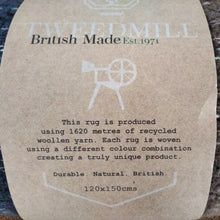 TWEEDMILL
British Made Est.1971
This rug is produced
using 1620 metres of recycled
woollen yarn. Each rug is woven
using a different colour combination
creating a truly unique product.
Durable. Natural. British.
120x150cms